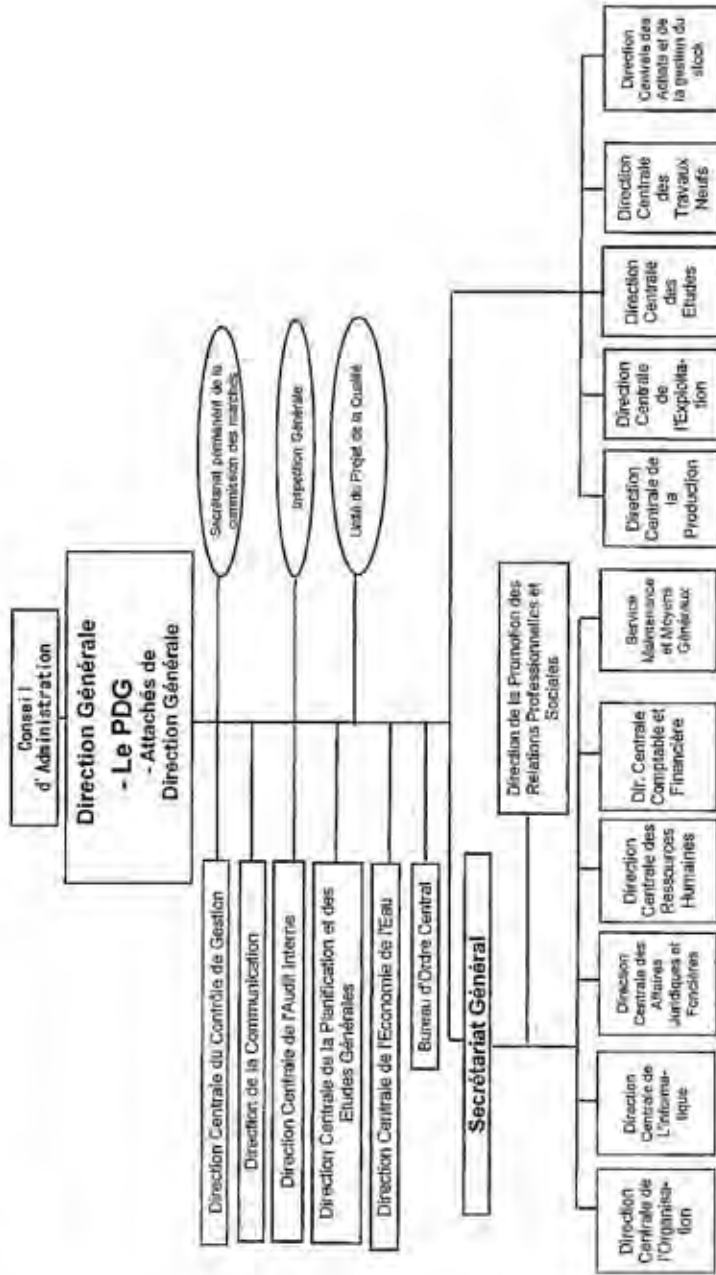 Conseil
d'Administration
Direction Générale
- Le PDG
- Attachés de
Direction Générale
Secrétariat permanent de la
commission des marchés
Inspection Générale
Unité du Projet de la Qualité
Direction Centrale du Contrôle de Gestion
Direction de la Communication
Direction Centrale de l'Audit Interne
Direction Centrale de la Planification et des
Etudes Générales
Direction Centrale de l'Economie de l'Eau
Bureau d'Ordre Central
Secrétariat Général
Direction de la Promotion des
Relations Professionnelles et
Sociales
Direction
Centrale de
l'Organisa-
tion
Direction
Centrale de
L'informa-
tique
Direction
Centrale des
Affaires
Juridiques et
Foncières
Direction
Centrale des
Ressources
Humaines
Dir. Centrale
Comptable et
Financière
Service
Maintenance
et Moyens
Généraux
Direction
Centrale de
la
Production
Direction
Centrale
de
l'Exploita-
tion
Direction
Centrale
des
Etudes
Direction
Centrale
des
Travaux
Neufs
Direction
Centrale des
Achats et de
la gestion du
stock